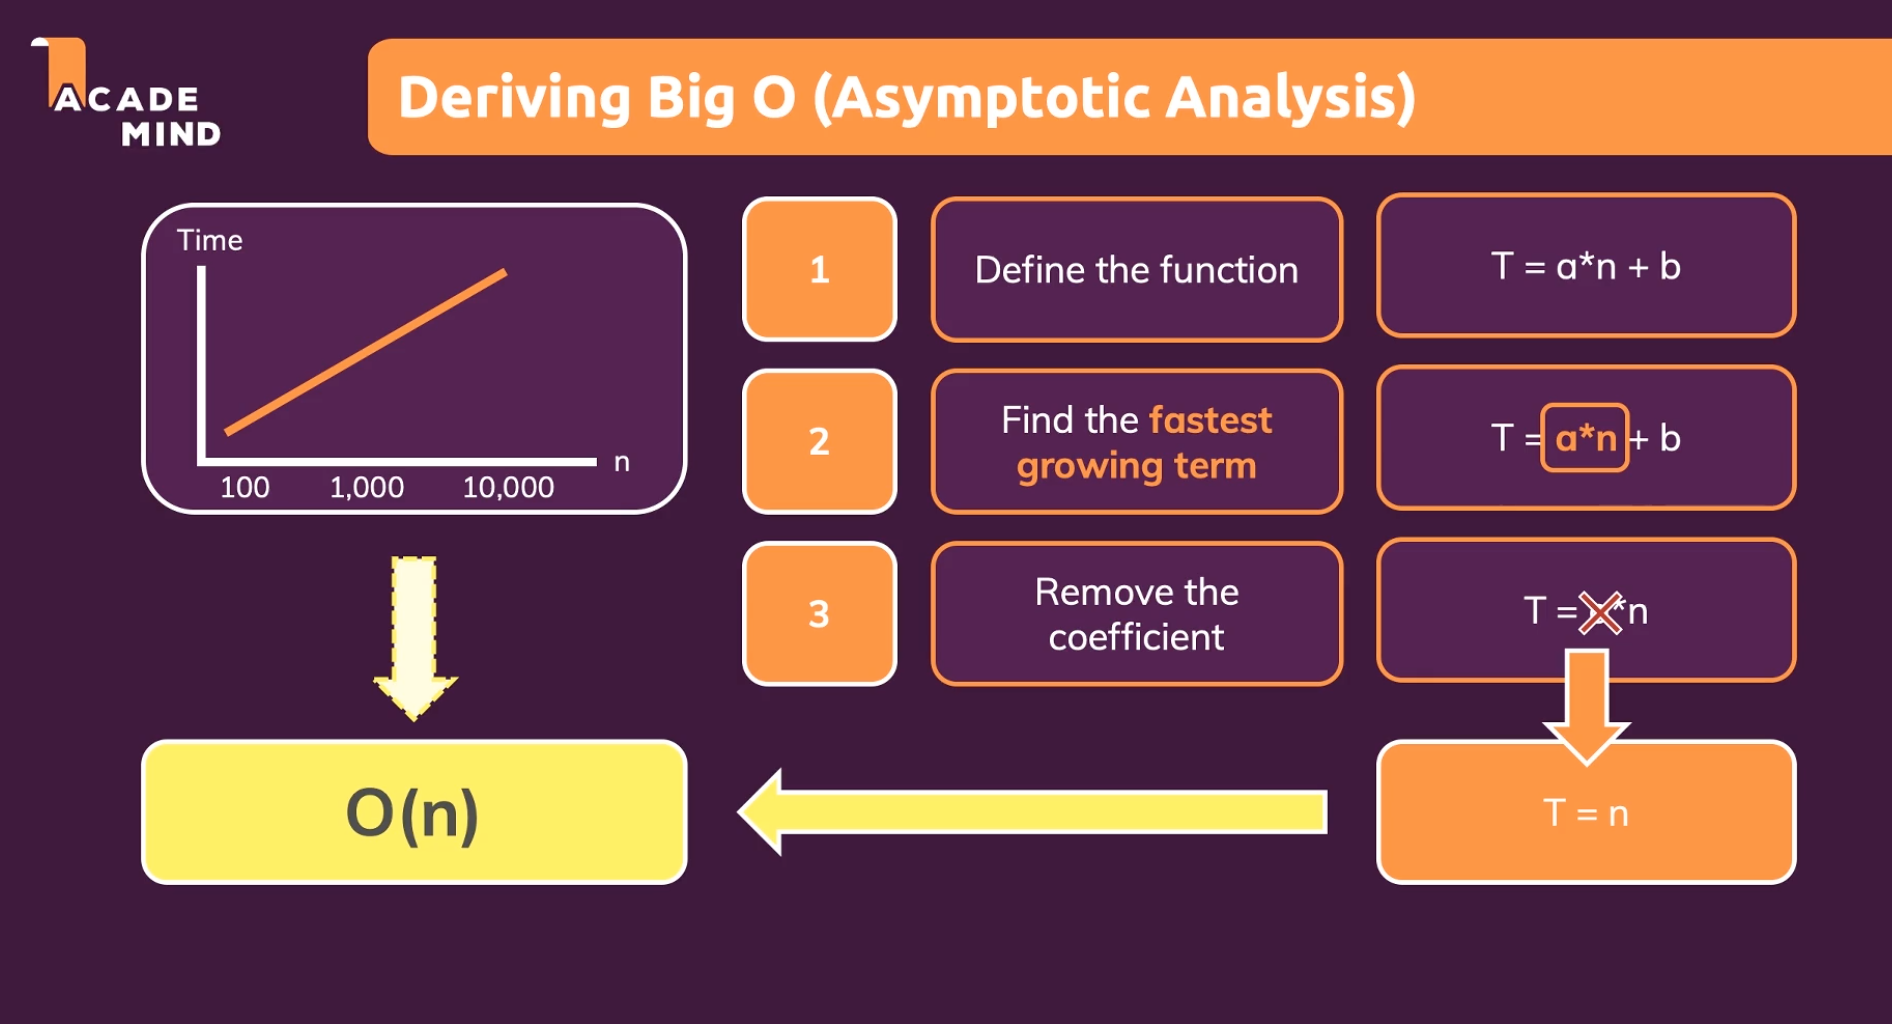 ACADE
MIND
Deriving Big O (Asymptotic Analysis)
Time
n
100 1,000 10,000
1
Define the function
T = a*n + b
2
Find the fastest
growing term
T = a*n + b
3
Remove the
coefficient
T = *n
T = n
O(n)